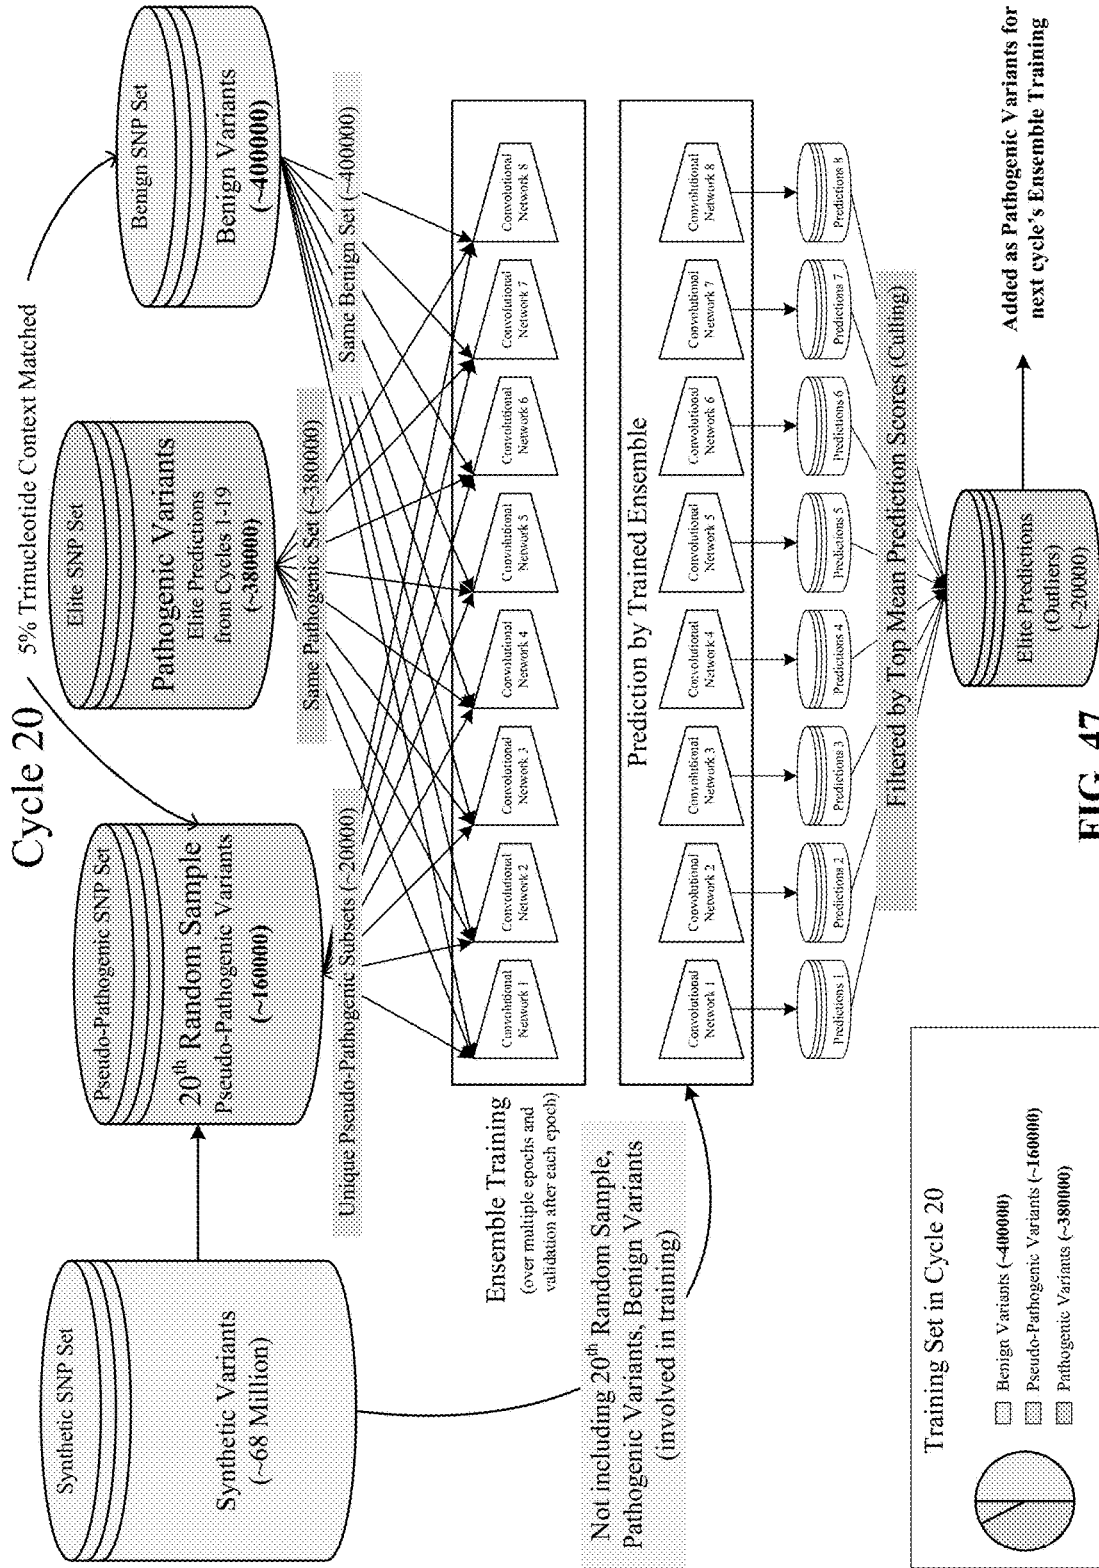 Cycle 20
5% Trinucleotide Context Matched
Synthetic SNP Set
Synthetic Variants
(~68 Million)
Pseudo-Pathogenic SNP Set
20th Random Sample
Pseudo-Pathogenic Variants
(~160000)
Elite SNP Set
Pathogenic Variants
Elite Predictions
from Cycles 1-19
(~380000)
Benign SNP Set
Benign Variants
(~400000)
Unique Pseudo-Pathogenic Subsets (~20000)
Same Pathogenic Set (~380000)
Same Benign Set (~400000)
Ensemble Training
(over multiple epochs and
validation after each epoch)
Convolutional
Network 1
Convolutional
Network 2
Convolutional
Network 3
Convolutional
Network 4
Convolutional
Network 5
Convolutional
Network 6
Convolutional
Network 7
Convolutional
Network 8
Not including 20th Random Sample,
Pathogenic Variants, Benign Variants
(involved in training)
Prediction by Trained Ensemble
Convolutional
Network 1
Convolutional
Network 2
Convolutional
Network 3
Convolutional
Network 4
Convolutional
Network 5
Convolutional
Network 6
Convolutional
Network 7
Convolutional
Network 8
Predictions 1
Predictions 2
Predictions 3
Predictions 4
Predictions 5
Predictions 6
Predictions 7
Predictions 8
Filtered by Top Mean Prediction Scores (Culling)
Elite Predictions
(Outliers)
(~20000)
Added as Pathogenic Variants for
next cycle's Ensemble Training
Training Set in Cycle 20
Benign Variants (~400000)
Pseudo-Pathogenic Variants (~160000)
Pathogenic Variants (~380000)
FIG. 47